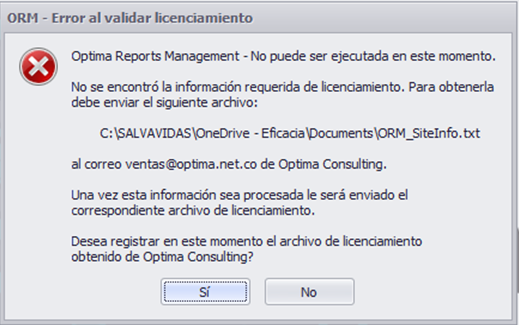 ORM - Error al validar licenciamiento
Optima Reports Management - No puede ser ejecutada en este momento.
No se encontró la información requerida de licenciamiento. Para obtenerla
debe enviar el siguiente archivo:
C:\SALVAVIDAS\OneDrive - Eficacia\Documents\ORM_SiteInfo.txt
al correo ventas@optima.net.co de Optima Consulting.
Una vez esta información sea procesada le será enviado el
correspondiente archivo de licenciamiento.
Desea registrar en este momento el archivo de licenciamiento
obtenido de Optima Consulting?
Sí No